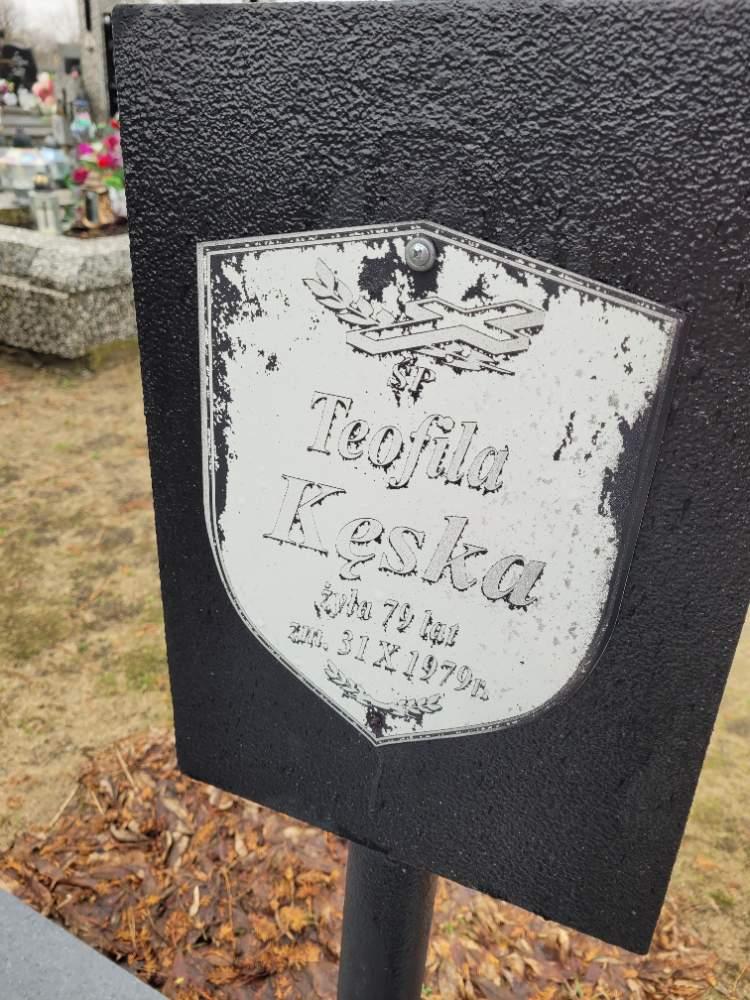 ŚP
Teofila
Kęska
żyła 79 lat
zm. 31 X 1979r.